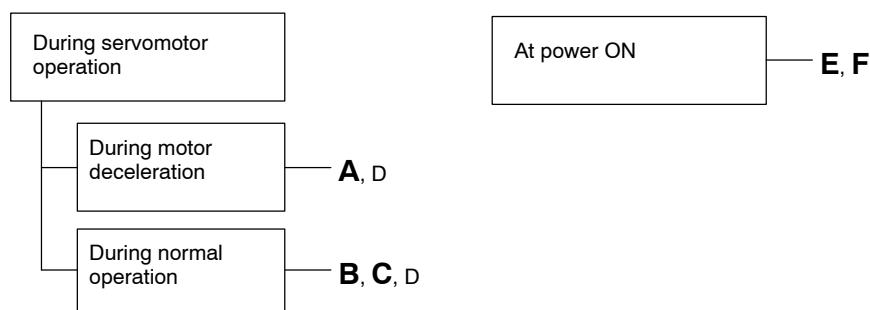 During servomotor
operation
During motor
deceleration
A, D
During normal
operation
B, C, D
At power ON
E, F